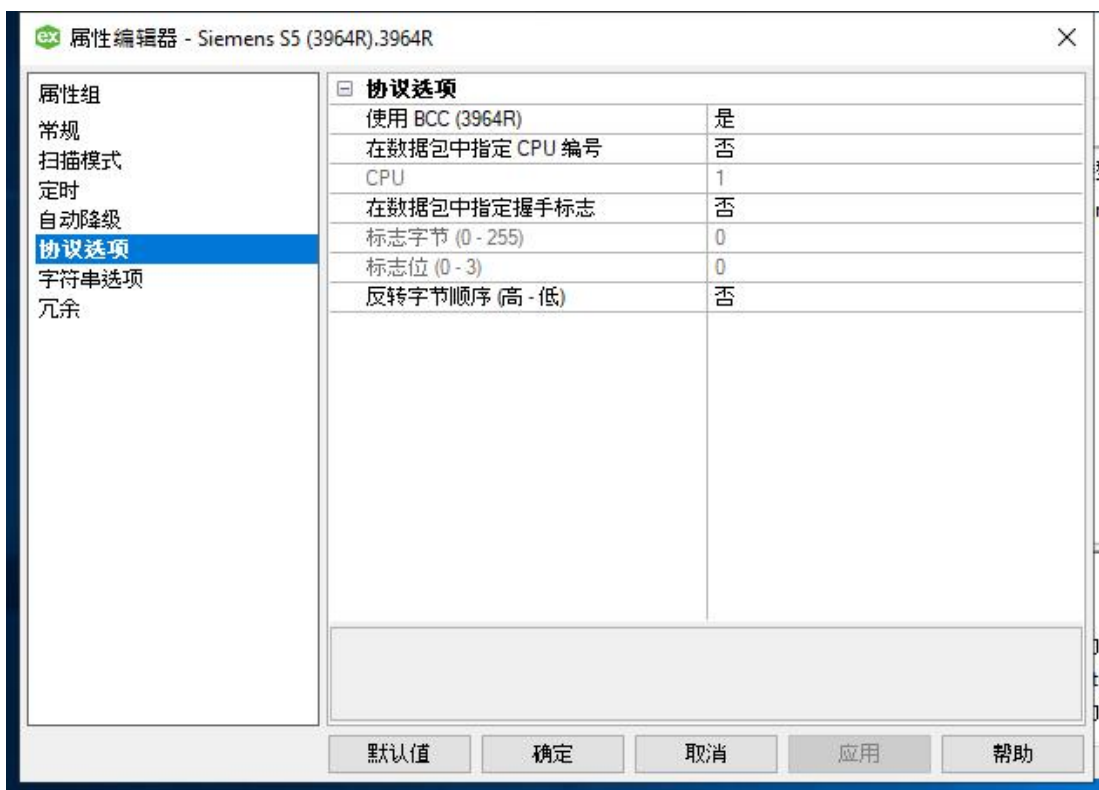 ex 属性编辑器 - Siemens S5 (3964R).3964R
属性组
常规
扫描模式
定时
自动降级
协议选项
字符串选项
冗余
协议选项
使用 BCC (3964R) 是
在数据包中指定 CPU 编号 否
CPU 1
在数据包中指定握手标志 否
标志字节 (0 - 255) 0
标志位 (0 - 3) 0
反转字节顺序 (高 - 低) 否
默认值 确定 取消 应用 帮助